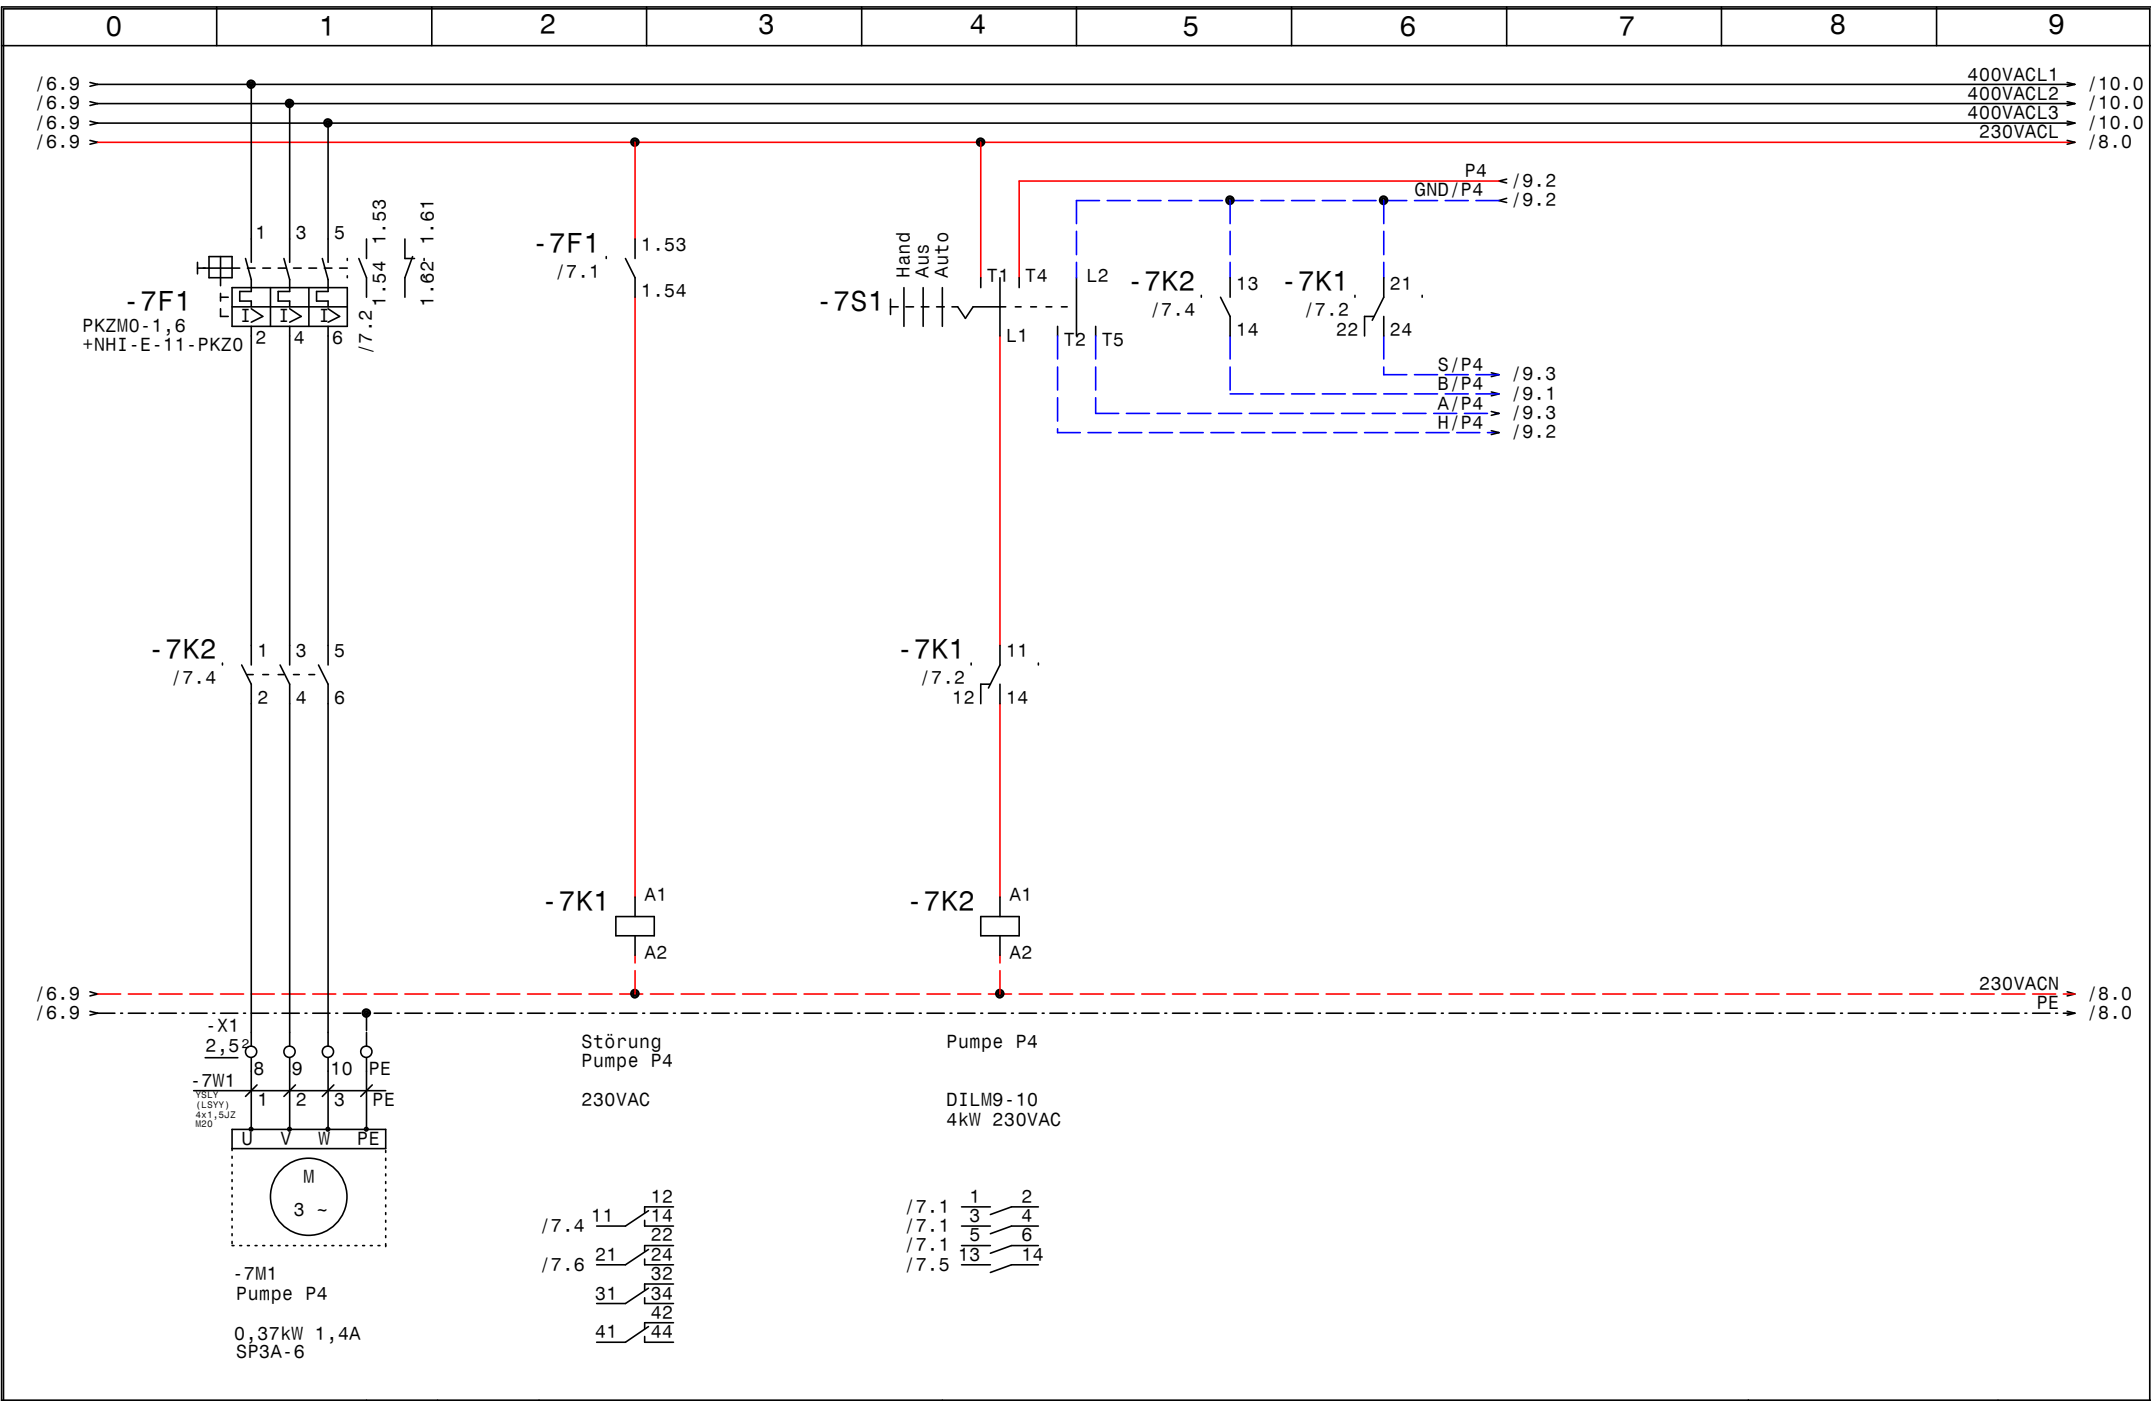 0 1 2 3 4 5 6 7 8 9
/6.9 400VACL1 /10.0
/6.9 400VACL2 /10.0
/6.9 400VACL3 /10.0
/6.9 230VACL /8.0
P4 /9.2
GND/P4 /9.2
1 3 5 1.53 1.61
-7F1
PKZM0-1,6
+NHI-E-11-PKZ0
2 4 6 1.54 1.62
/7.2
-7F1 1.53
/7.1
1.54
Hand
Aus
Auto
-7S1
T1 T4 L2
L1 T2 T5
-7K2 13
/7.4
14
-7K1 21
/7.2
22 24
S/P4 /9.3
B/P4 /9.1
A/P4 /9.3
H/P4 /9.2
-7K2 1 3 5
/7.4
2 4 6
-7K1 11
/7.2
12 14
-7K1 A1
A2
-7K2 A1
A2
/6.9 230VACN /8.0
/6.9 PE /8.0
-X1
2,5²
8 9 10 PE
-7W1
YSLY
(LSYY)
4x1,5JZ
M20
1 2 3 PE
U V W PE
M
3 ~
-7M1
Pumpe P4
0,37kW 1,4A
SP3A-6
Störung
Pumpe P4
230VAC
12
/7.4 11 14
22
/7.6 21 24
32
31 34
42
41 44
Pumpe P4
DILM9-10
4kW 230VAC
/7.1 1 2
/7.1 3 4
/7.1 5 6
/7.5 13 14